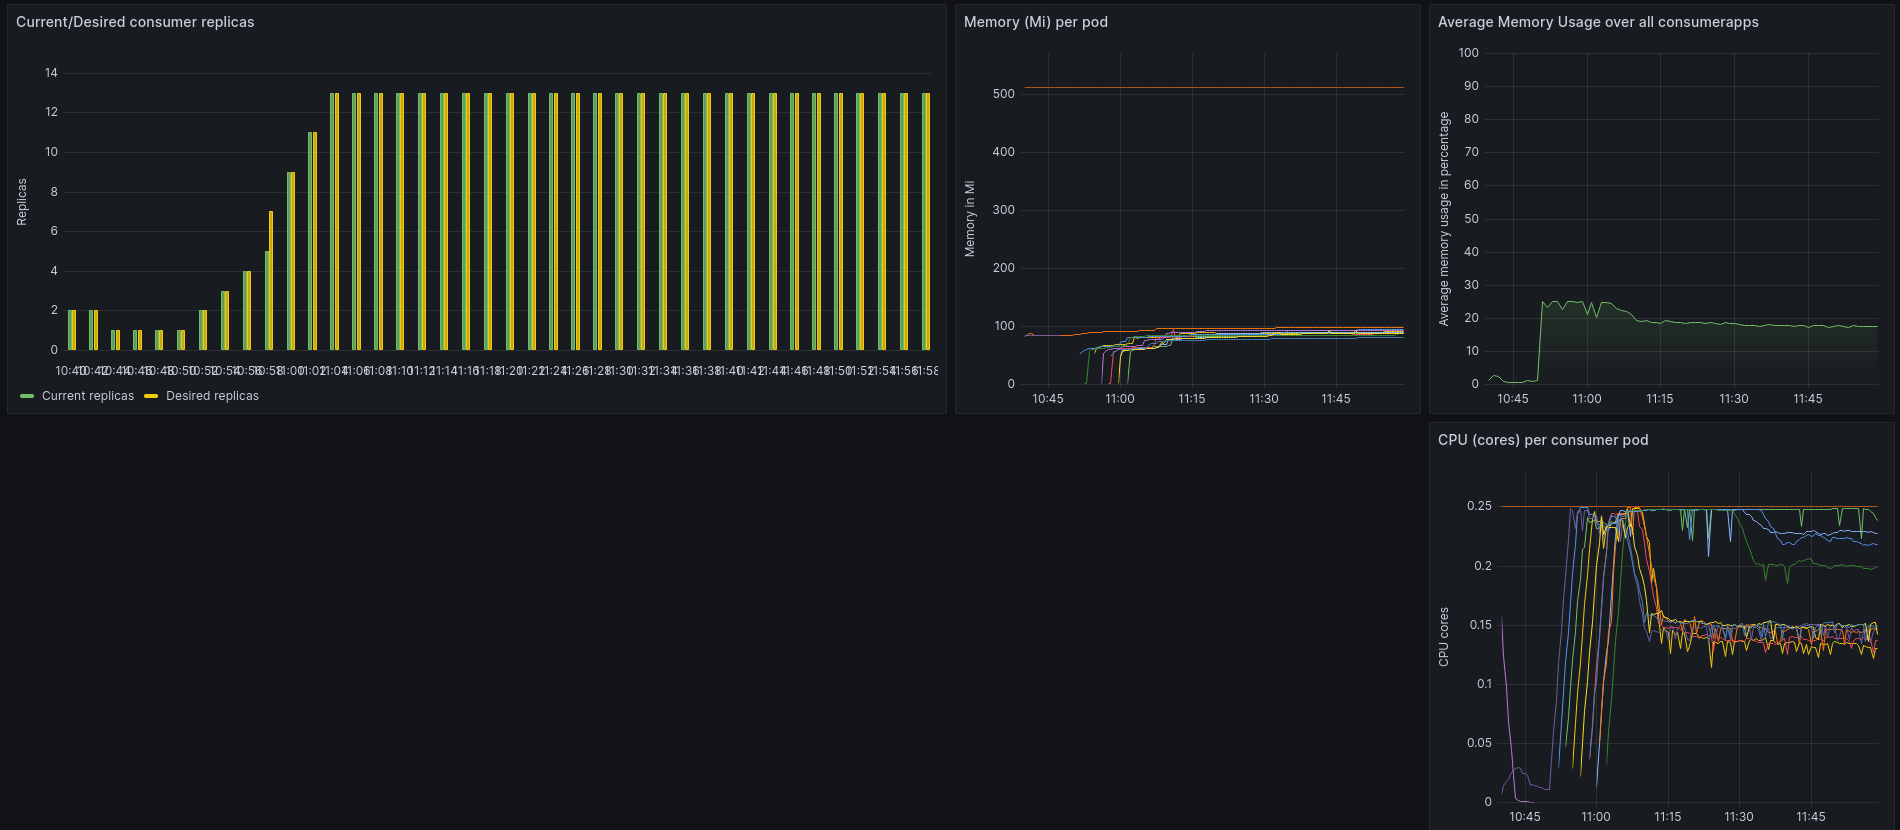 Current/Desired consumer replicas
Replicas
14
12
10
8
6
4
2
0
10:40 10:42 10:44 10:46 10:48 10:50 10:52 10:54 10:56 10:58 11:00 11:02 11:04 11:06 11:08 11:10 11:12 11:14 11:16 11:18 11:20 11:22 11:24 11:26 11:28 11:30 11:32 11:34 11:36 11:38 11:40 11:42 11:44 11:46 11:48 11:50 11:52 11:54 11:56 11:58
Current replicas Desired replicas
Memory (Mi) per pod
Memory in Mi
500
400
300
200
100
0
10:45 11:00 11:15 11:30 11:45
Average Memory Usage over all consumerapps
Average memory usage in percentage
100
90
80
70
60
50
40
30
20
10
0
10:45 11:00 11:15 11:30 11:45
CPU (cores) per consumer pod
CPU cores
0.25
0.2
0.15
0.1
0.05
0
10:45 11:00 11:15 11:30 11:45